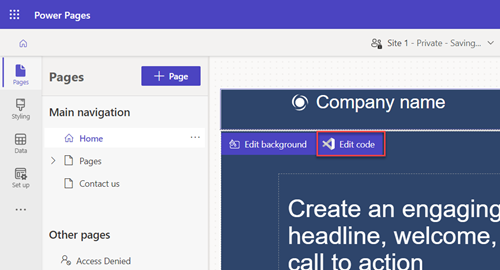 Power Pages
Site 1 - Private - Saving...
Pages
Styling
Data
Set up
Pages
+ Page
Main navigation
Home
Pages
Contact us
Other pages
Access Denied
Company name
Edit background
Edit code
Create an engaging
headline, welcome,
call to action